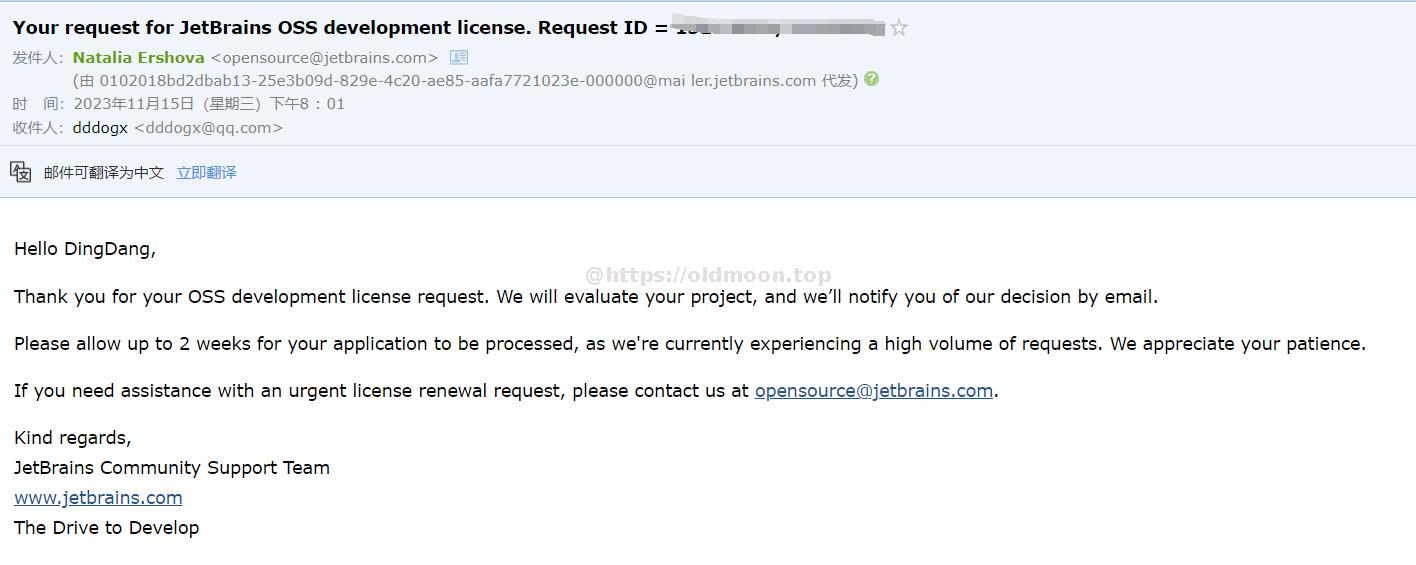 Your request for JetBrains OSS development license. Request ID =
发件人： Natalia Ershova <opensource@jetbrains.com>
(由 0102018bd2dbab13-25e3b09d-829e-4c20-ae85-aafa7721023e-000000@mai ler.jetbrains.com 代发)
时 间： 2023年11月15日（星期三）下午8：01
收件人： dddogx <dddogx@qq.com>
邮件可翻译为中文 立即翻译
Hello DingDang,
@https://oldmoon.top
Thank you for your OSS development license request. We will evaluate your project, and we’ll notify you of our decision by email.
Please allow up to 2 weeks for your application to be processed, as we're currently experiencing a high volume of requests. We appreciate your patience.
If you need assistance with an urgent license renewal request, please contact us at opensource@jetbrains.com.
Kind regards,
JetBrains Community Support Team
www.jetbrains.com
The Drive to Develop